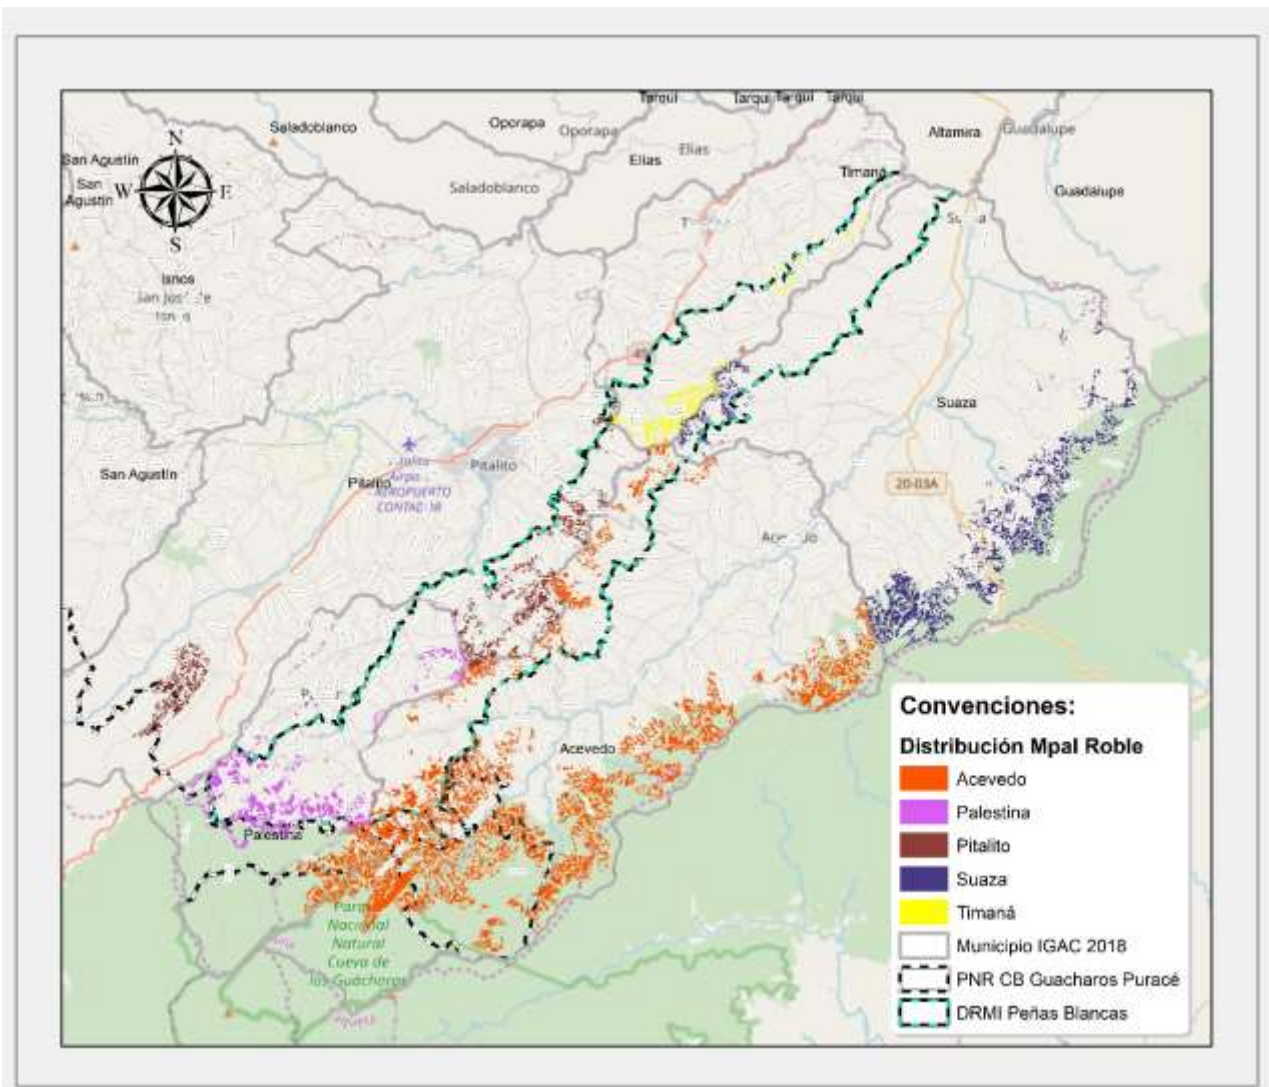 Tarqui Tarqui Tarqui Tarqui
Saladoblanco
Oporapa
Oporapa
Altamira
Guadalupe
N
San Agustín
Elías
Elías
Timaná
San
Agustín
W
E
Saladoblanco
Guadalupe
S
Isnos
Suaza
San Agustín
Pitalito
Pitalito
AEROPUERTO
CONTADOR
20-03A
Acevedo
Palestina
Parque
Nacional
Natural
Cueva de
los Guacharos
Convenciones:
Distribución Mpal Roble
Acevedo
Palestina
Pitalito
Suaza
Timaná
Municipio IGAC 2018
PNR CB Guacharos Puracé
DRMI Peñas Blancas